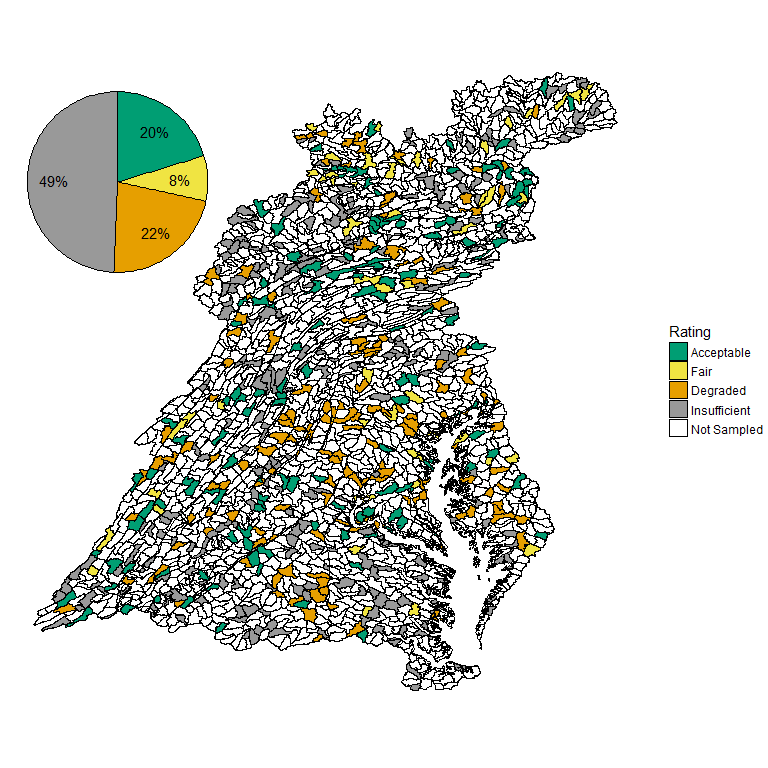 20%
49%
8%
22%
Rating
Acceptable
Fair
Degraded
Insufficient
Not Sampled